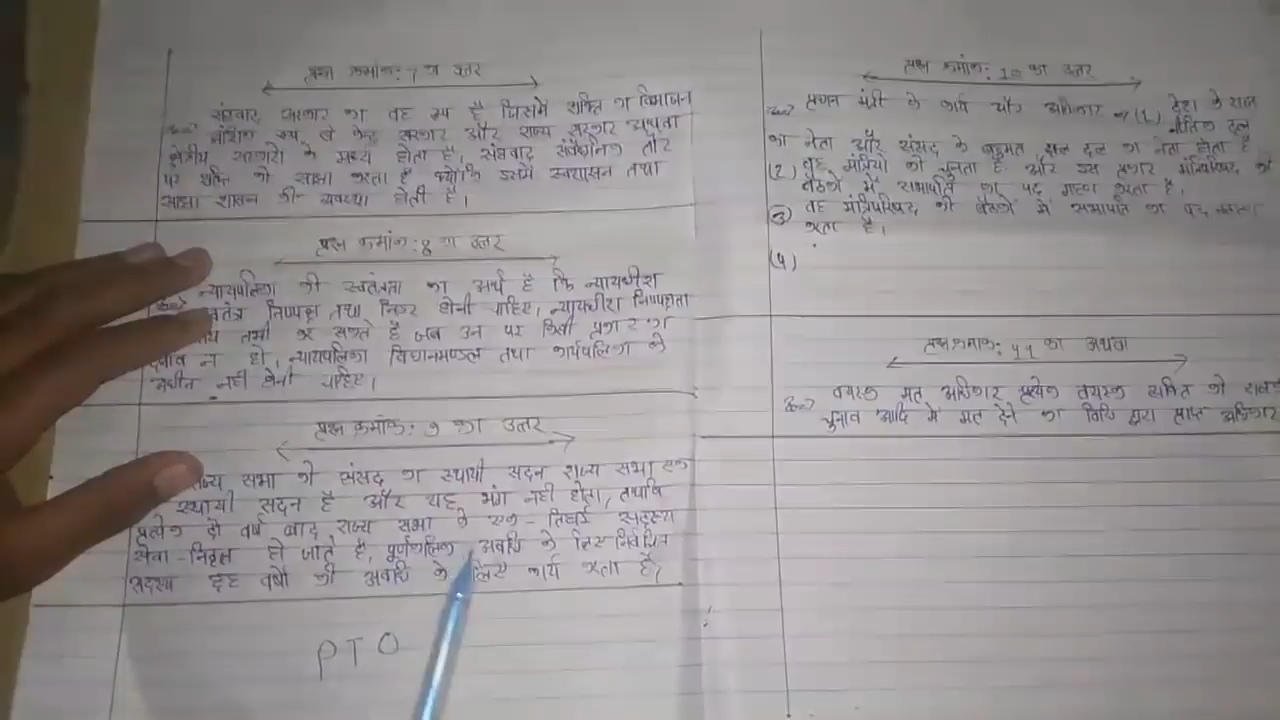 प्रश्न क्रमांक: 7 का उत्तर
संघवाद, सरकार का वह रूप है जिसमें शक्ति का विभाजन
आंशिक रूप से केन्द्र सरकार और राज्य सरकार अथवा
क्षेत्रीय सरकारों के मध्य होता है, संघवाद संवैधानिक तौर
पर शक्ति को साझा करता है क्योंकि इसमें स्वशासन तथा
साझा शासन की व्यवस्था होती है।
प्रश्न क्रमांक: 8 का उत्तर
न्यायपालिका की स्वतंत्रता का अर्थ है कि न्यायधीश
स्वतंत्र निष्पक्ष तथा निडर होनी चाहिए, न्यायधीश निष्पक्षता
तभी कर सकते है जब उन पर किसी प्रकार का
दबाव न हो, न्यायपालिका विधानमण्डल तथा कार्यपालिका के
अधीन नहीं होनी चाहिए।
प्रश्न क्रमांक: 9 का उत्तर
राज्य सभा को संसद का स्थायी सदन राज्य सभा एक
स्थायी सदन है और यह भंग नहीं होता, तथापि
प्रत्येक दो वर्ष बाद राज्य सभा के एक-तिहाई सदस्य
सेवा-निवृत हो जाते है, पूर्णकालिक अवधि के लिए निर्वाचित
सदस्य छह वर्षों की अवधि के लिए कार्य करता है,
PTO
प्रश्न क्रमांक: 10 का उत्तर
प्रधान मंत्री के कार्य और अधिकार (1) देश के राज
नीतिक दल
का नेता और संसद के बहुमत दल का नेता होता है
(2) वह मंत्रियों को चुनता है और इस प्रकार मंत्रिपरिषद की
बैठकों में सभापति का पद ग्रहण करता है।
(3) वह मंत्रिपरिषद की बैठकों में सभापति का पद
करता है।
(4)
प्रश्न क्रमांक: 11 का अथवा
वयस्क मत अधिकार प्रत्येक वयस्क व्यक्ति को
चुनाव आदि में मत देने का विधि द्वारा प्राप्त अधिकार